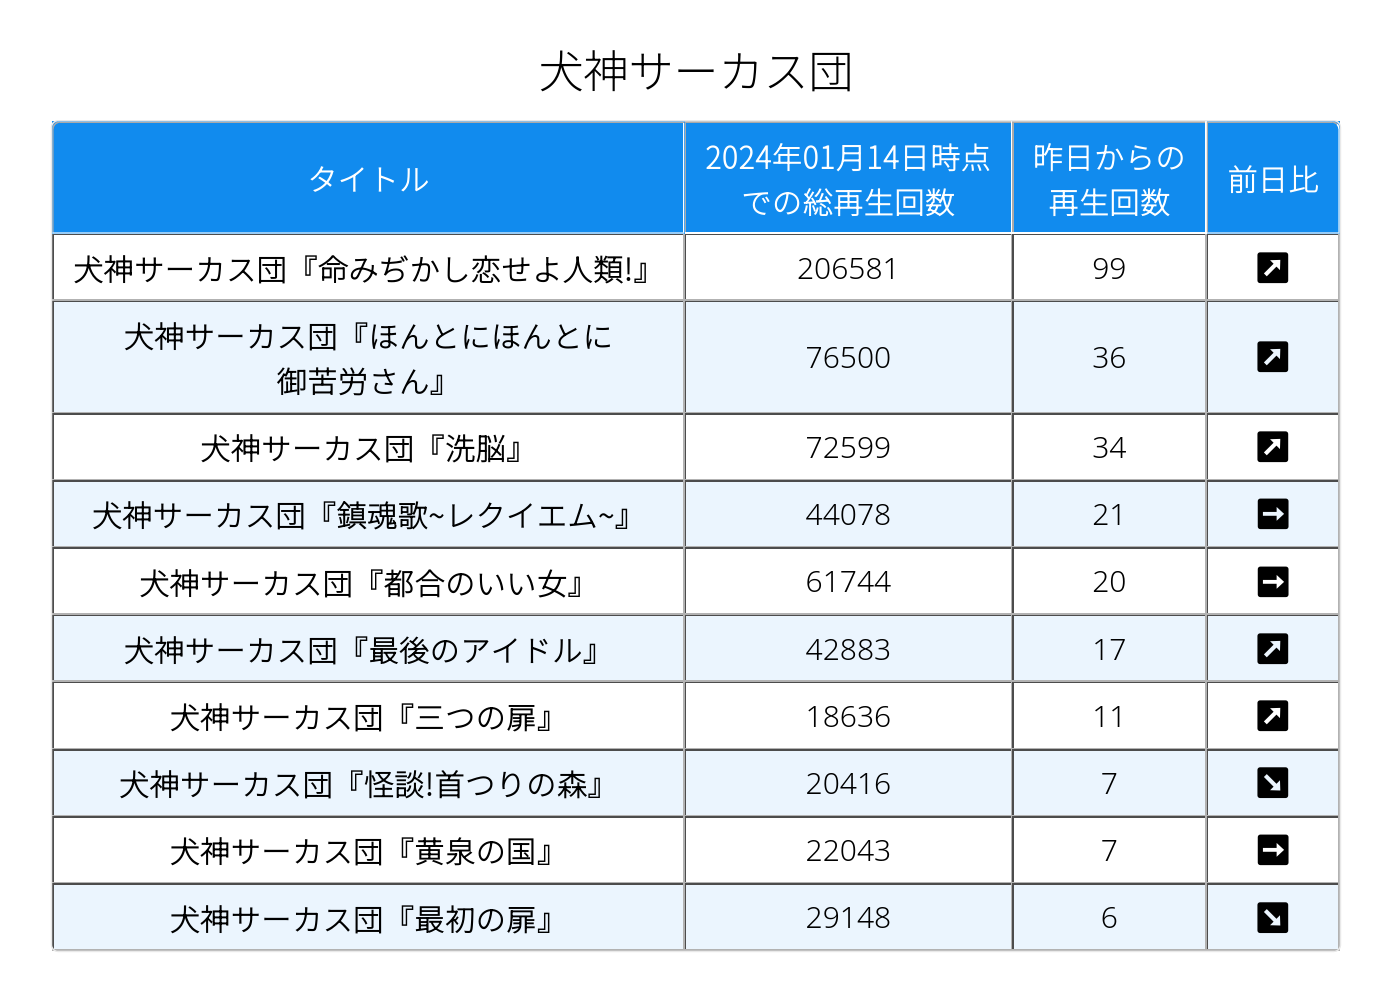 犬神サーカス団
タイトル
2024年01月14日時点
での総再生回数
昨日からの
再生回数
前日比
犬神サーカス団『命みぢかし恋せよ人類!』
206581
99
犬神サーカス団『ほんとにほんとに
御苦労さん』
76500
36
犬神サーカス団『洗脳』
72599
34
犬神サーカス団『鎮魂歌~レクイエム~』
44078
21
犬神サーカス団『都合のいい女』
61744
20
犬神サーカス団『最後のアイドル』
42883
17
犬神サーカス団『三つの扉』
18636
11
犬神サーカス団『怪談!首つりの森』
20416
7
犬神サーカス団『黄泉の国』
22043
7
犬神サーカス団『最初の扉』
29148
6